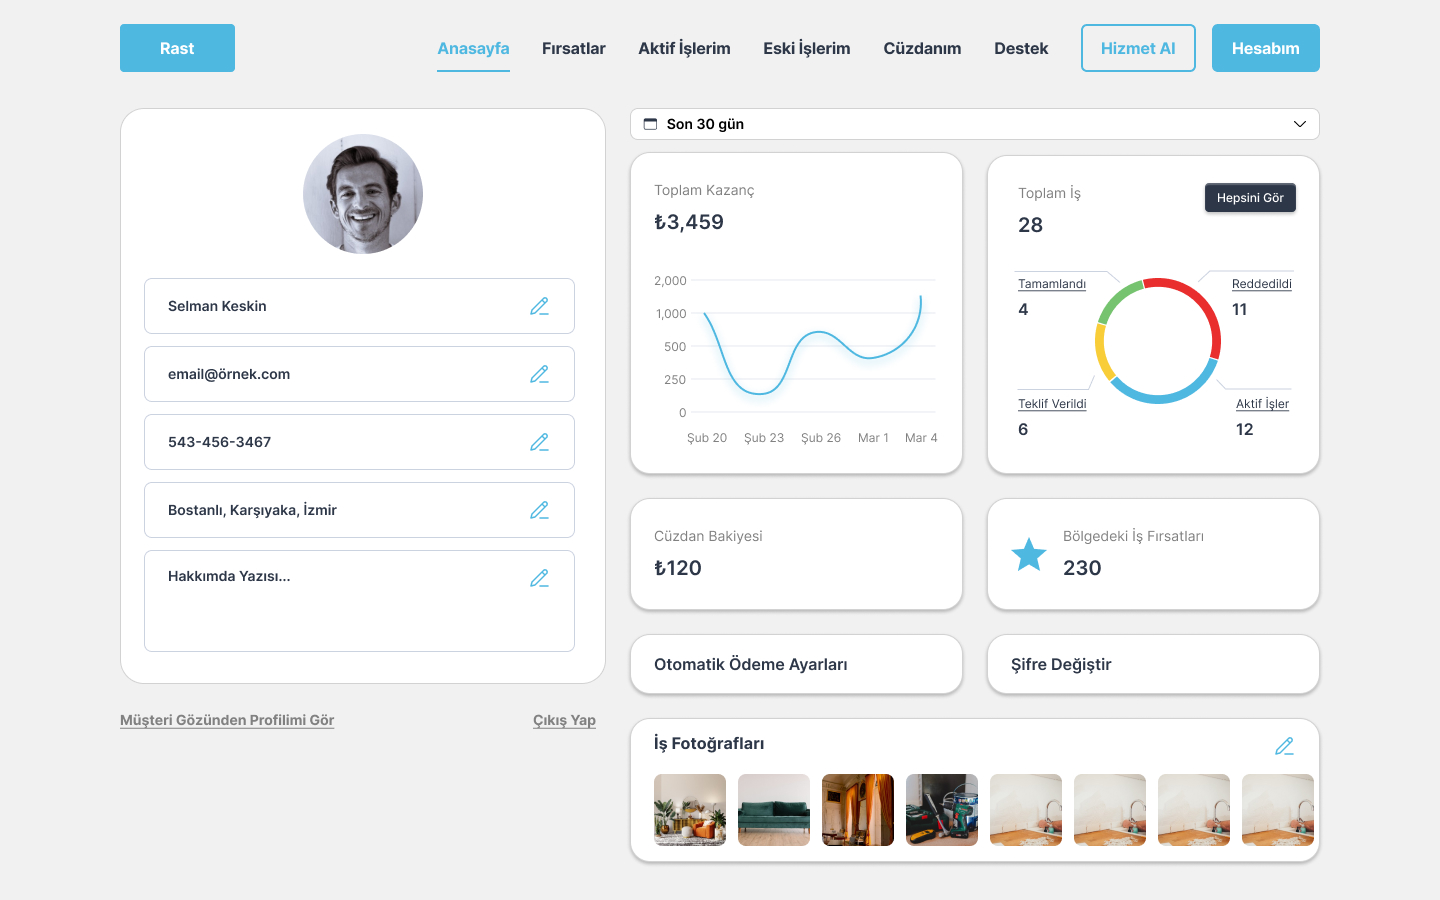 Rast
Anasayfa
Fırsatlar
Aktif İşlerim
Eski İşlerim
Cüzdanım
Destek
Hizmet Al
Hesabım
Selman Keskin
email@örnek.com
543-456-3467
Bostanlı, Karşıyaka, İzmir
Hakkımda Yazısı...
Müşteri Gözünden Profilimi Gör
Çıkış Yap
Son 30 gün
Toplam Kazanç
₺3,459
2,000
1,000
500
250
0
Şub 20
Şub 23
Şub 26
Mar 1
Mar 4
Toplam İş
28
Hepsini Gör
Tamamlandı
4
Reddedildi
11
Teklif Verildi
6
Aktif İşler
12
Cüzdan Bakiyesi
₺120
Bölgedeki İş Fırsatları
230
Otomatik Ödeme Ayarları
Şifre Değiştir
İş Fotoğrafları